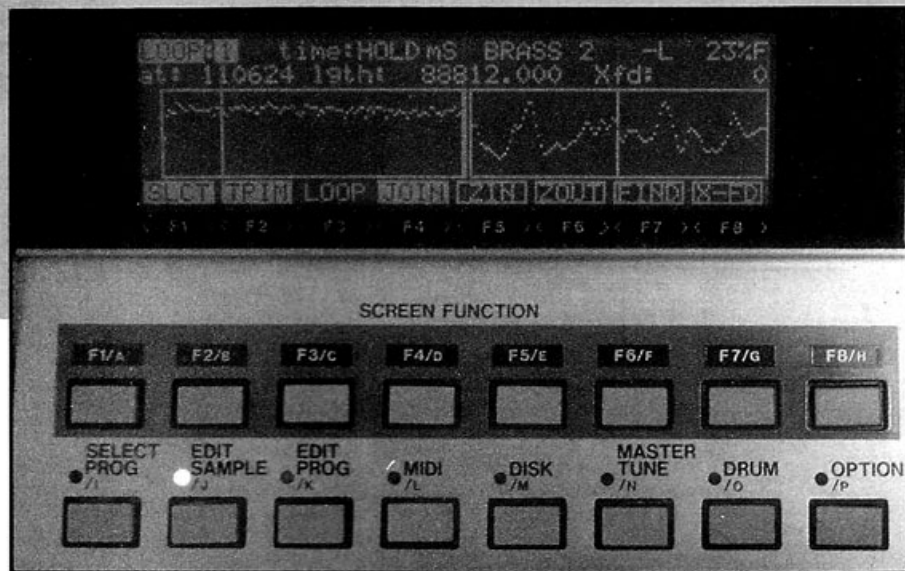 LOOP:1 time:HOLD mS BRASS 2 -L 23%F
at: 110624 lgth: 88812.000 Xfd: 0
SLCT TRIM LOOP JOIN ZIN ZOUT FIND X-FD
< F1 >< F2 >< F3 >< F4 >< F5 >< F6 >< F7 >< F8 >
SCREEN FUNCTION
F1/A F2/B F3/C F4/D F5/E F6/F F7/G F8/H
SELECT PROG /I
EDIT SAMPLE /J
EDIT PROG /K
MIDI /L
DISK /M
MASTER TUNE /N
DRUM /O
OPTION /P